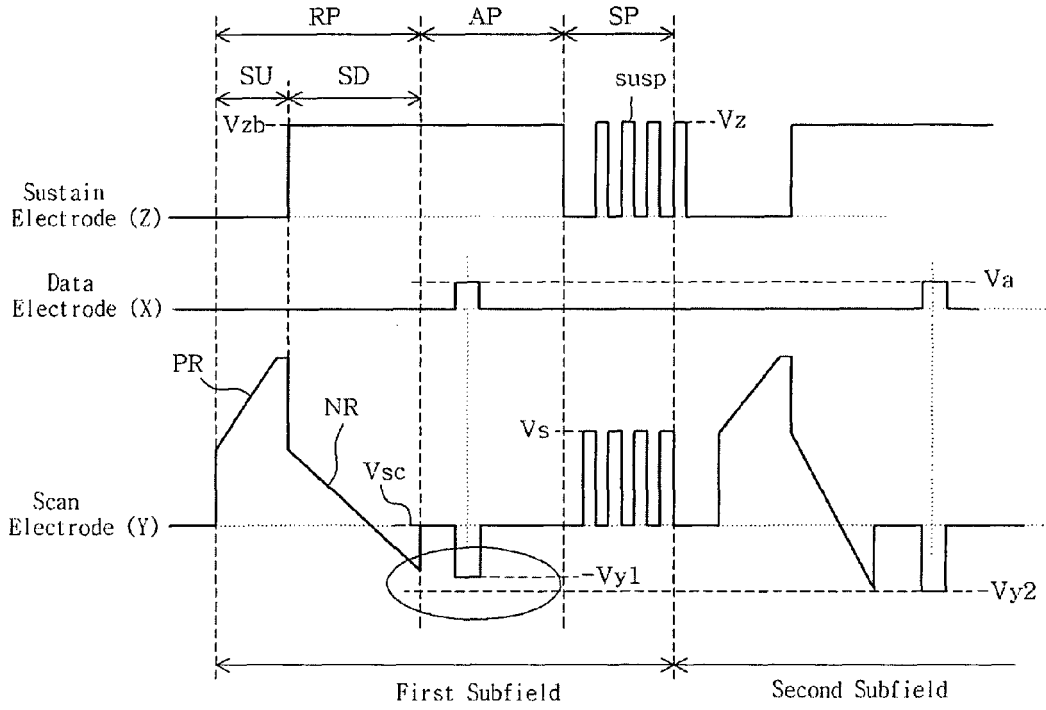 RP AP SP
SU SD
susp
Vzb
Vz
Sustain
Electrode (Z)
Data
Electrode (X)
Va
PR
NR
Vs
Vsc
Scan
Electrode (Y)
-Vy1
Vy2
First Subfield
Second Subfield